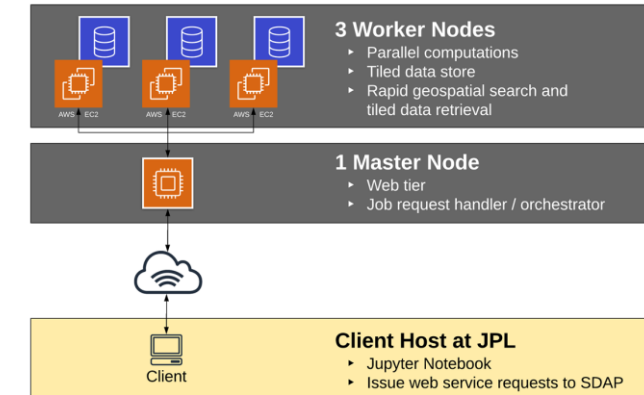 3 Worker Nodes
▸ Parallel computations
▸ Tiled data store
▸ Rapid geospatial search and
tiled data retrieval
AWS EC2
AWS EC2
AWS EC2
1 Master Node
▸ Web tier
▸ Job request handler / orchestrator
Client Host at JPL
▸ Jupyter Notebook
▸ Issue web service requests to SDAP
Client